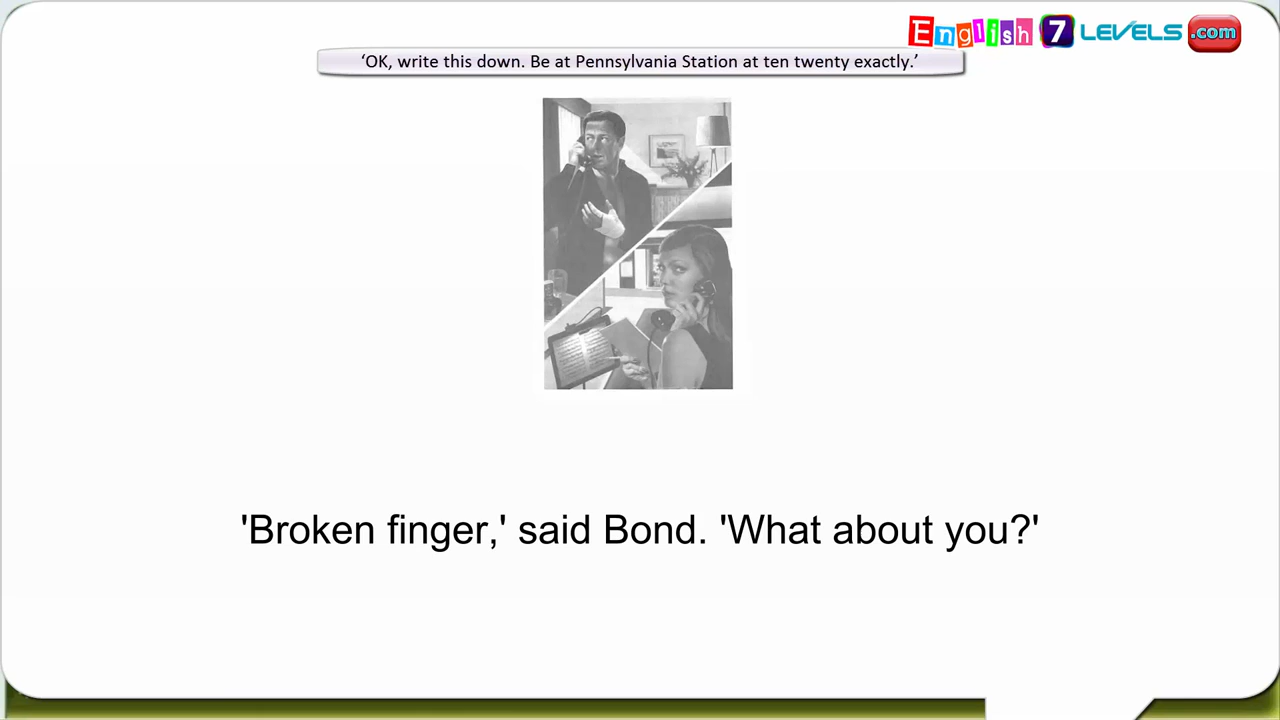 English 7 LEVELS .com
‘OK, write this down. Be at Pennsylvania Station at ten twenty exactly.’
'Broken finger,' said Bond. 'What about you?'